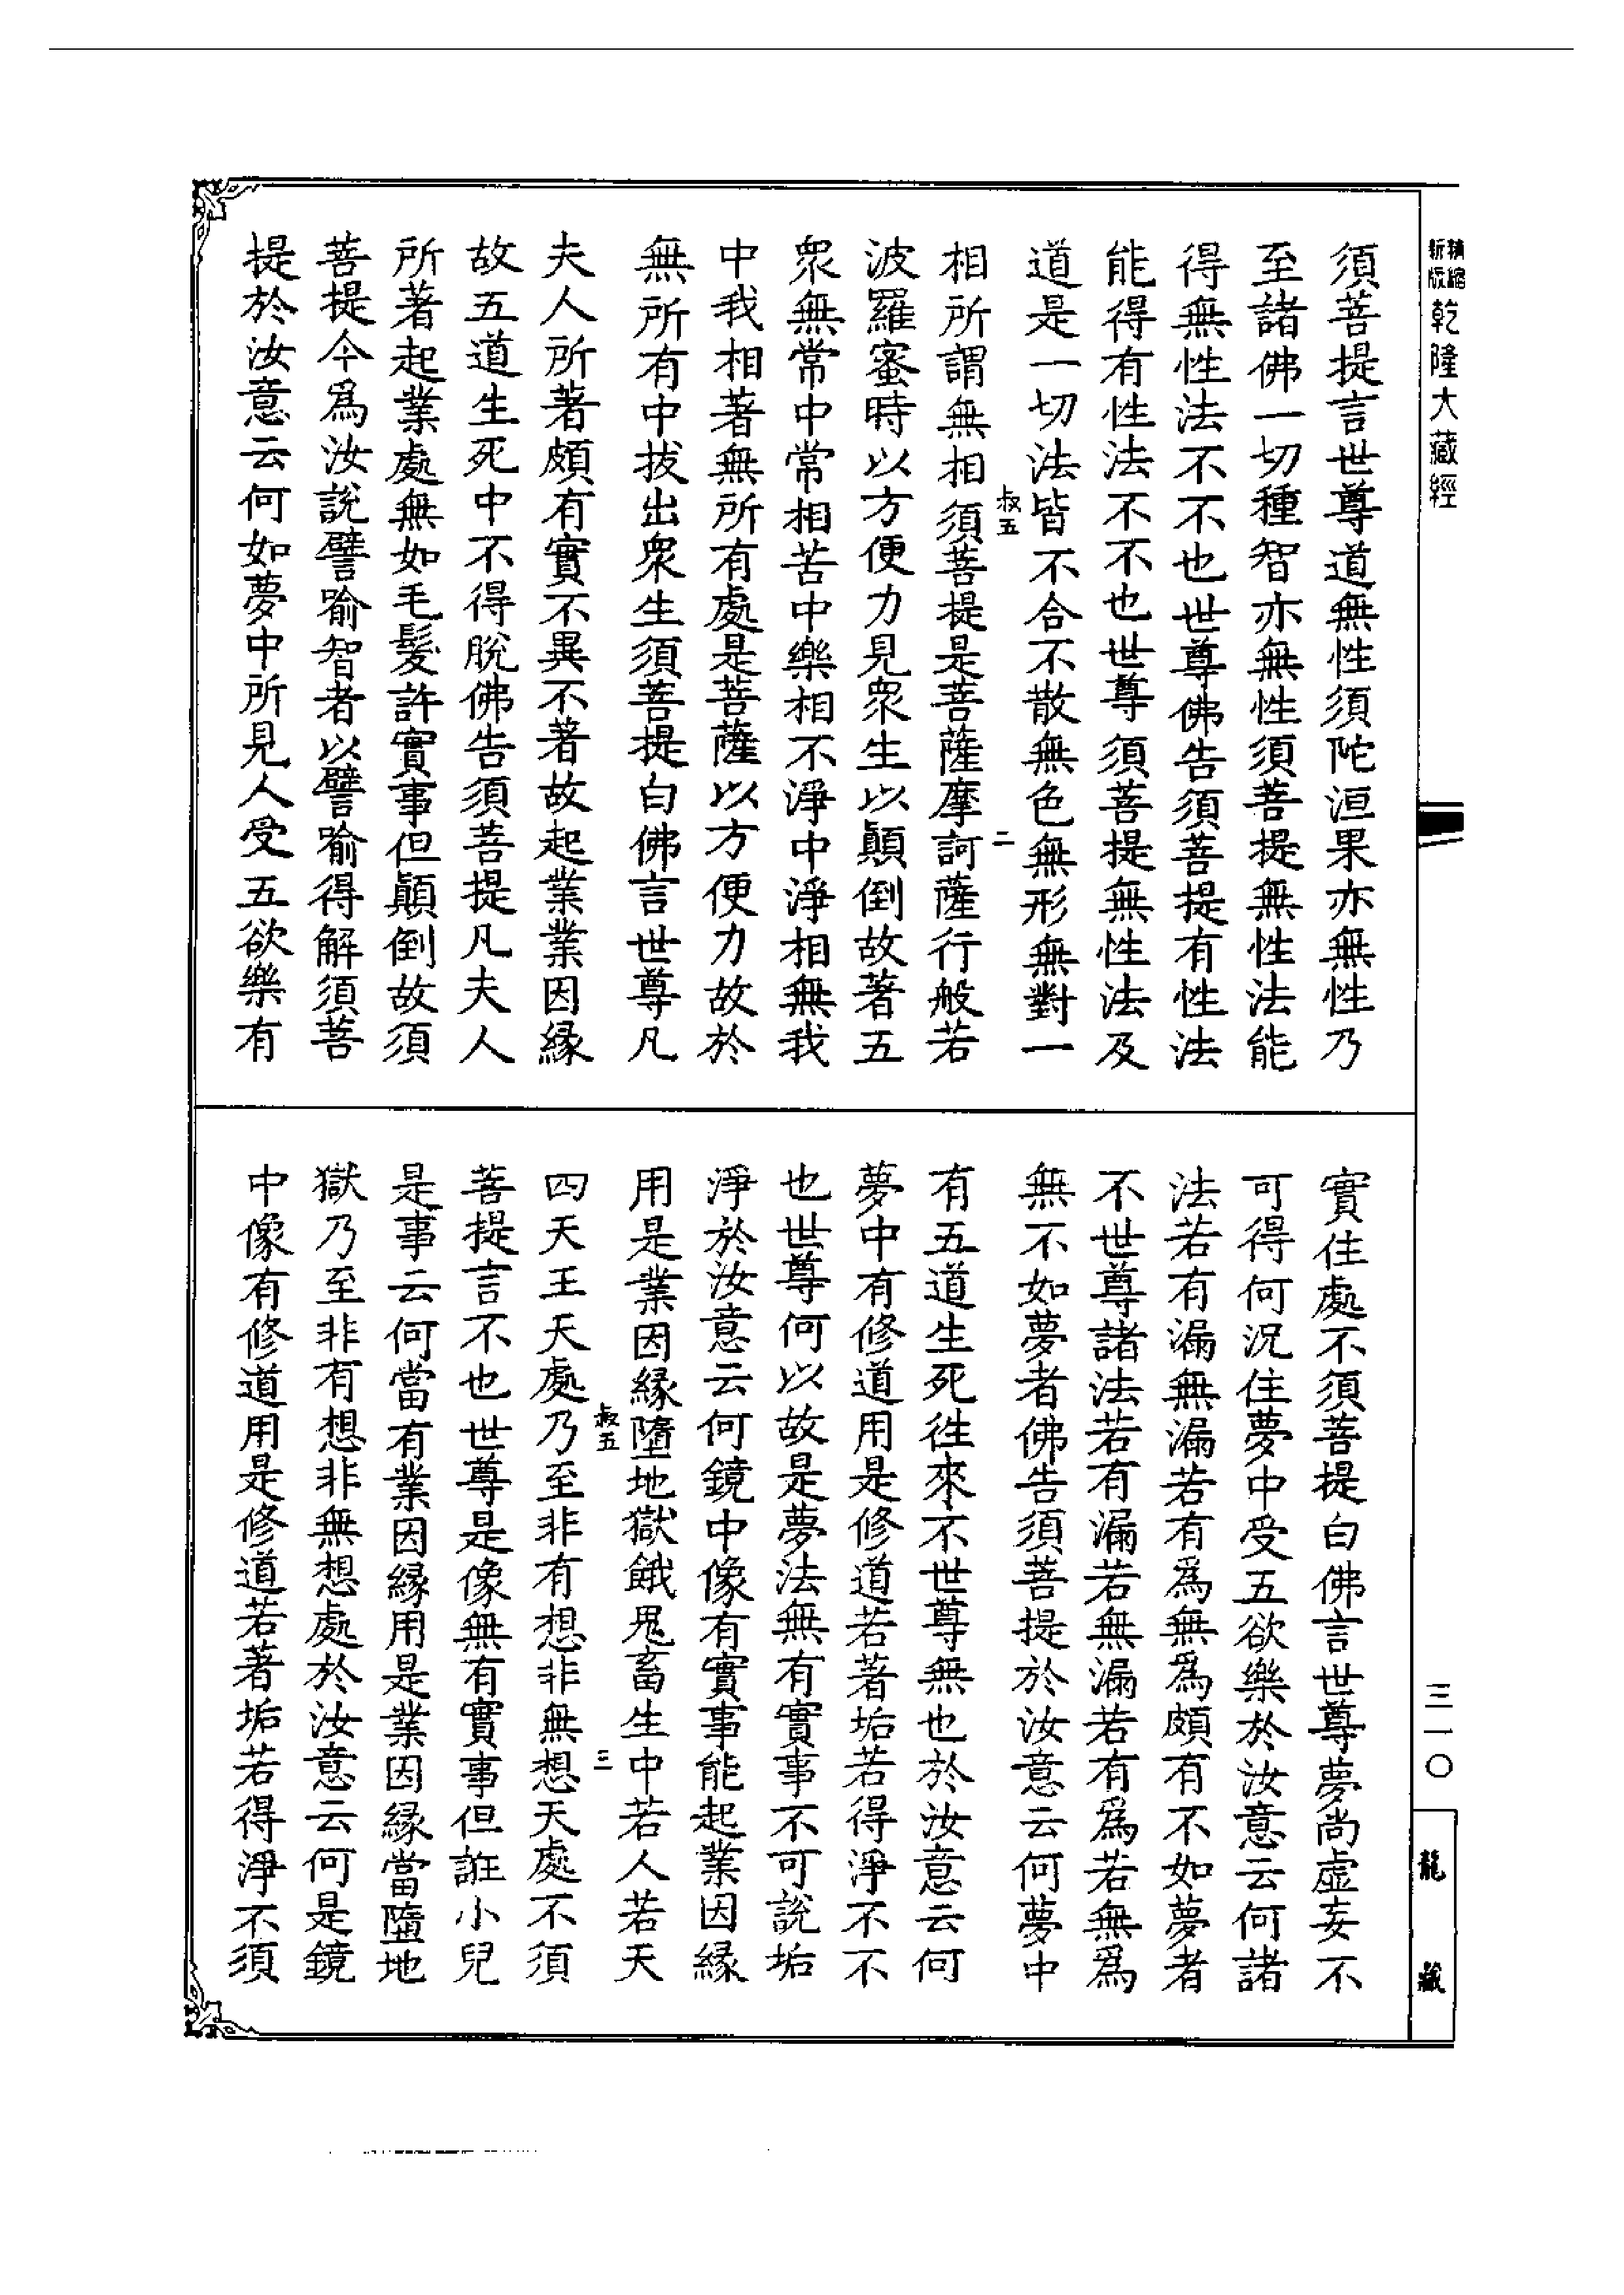 新版精縮乾隆大藏經
須菩提言世尊道無性須陀洹果亦無性乃
至諸佛一切種智亦無性須菩提無性法能
得無性法不不也世尊佛告須菩提有性法
能得有性法不不也世尊須菩提無性法及
道是一切法皆不合不散無色無形無對一
叔五
二
相所謂無相須菩提是菩薩摩訶薩行般若
波羅蜜時以方便力見衆生以顛倒故著五
衆無常中常相苦中樂相不淨中淨相無我
中我相著無所有處是菩薩以方便力故於
無所有中拔出衆生須菩提白佛言世尊凡
夫人所著頗有實不異不著故起業業因緣
故五道生死中不得脫佛告須菩提凡夫人
所著起業處無如毛髮許實事但顛倒故須
菩提今爲汝說譬喻智者以譬喻得解須菩
提於汝意云何如夢中所見人受五欲樂有
實住處不須菩提白佛言世尊夢尚虛妄不
可得何況住夢中受五欲樂於汝意云何諸
法若有漏無漏若有爲無爲頗有不如夢者
不世尊諸法若有漏若無漏若有爲若無爲
無不如夢者佛告須菩提於汝意云何夢中
有五道生死往來不世尊無也於汝意云何
夢中有修道用是修道若著垢若得淨不不
也世尊何以故是夢法無有實事不可說垢
淨於汝意云何鏡中像有實事能起業因緣
用是業因緣墮地獄餓鬼畜生中若人若天
叔五
三
四天王天處乃至非有想非無想天處不須
菩提言不也世尊是像無有實事但誑小兒
是事云何當有業因緣用是業因緣當墮地
獄乃至非有想非無想處於汝意云何是鏡
中像有修道用是修道若著垢若得淨不須
三一〇
龍藏